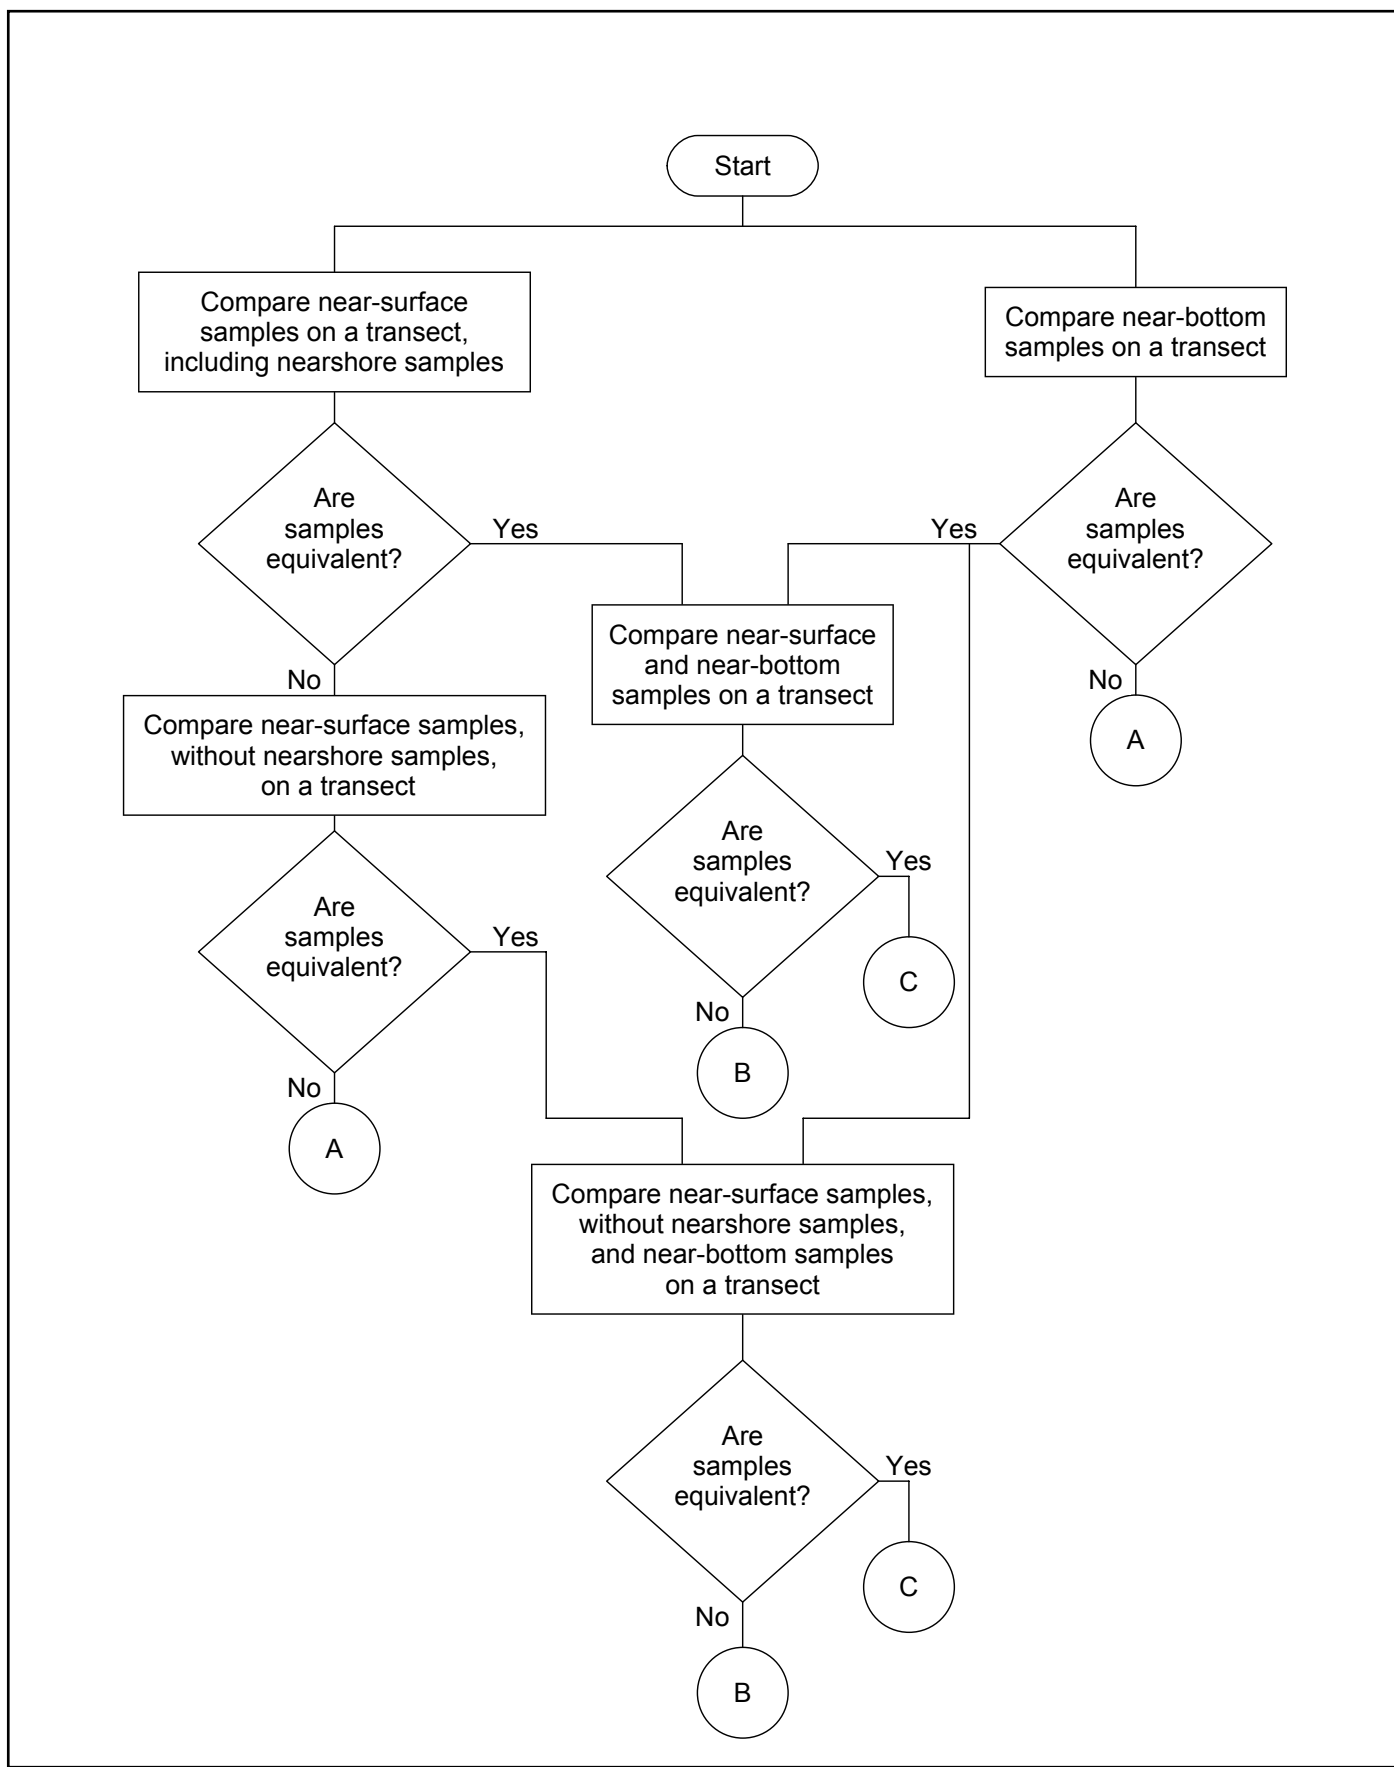 Start
Compare near-surface
samples on a transect,
including nearshore samples
Compare near-bottom
samples on a transect
Are
samples
equivalent?
Yes
No
Are
samples
equivalent?
Yes
No
A
Compare near-surface
and near-bottom
samples on a transect
Compare near-surface samples,
without nearshore samples,
on a transect
Are
samples
equivalent?
Yes
C
No
B
Are
samples
equivalent?
Yes
No
A
Compare near-surface samples,
without nearshore samples,
and near-bottom samples
on a transect
Are
samples
equivalent?
Yes
C
No
B